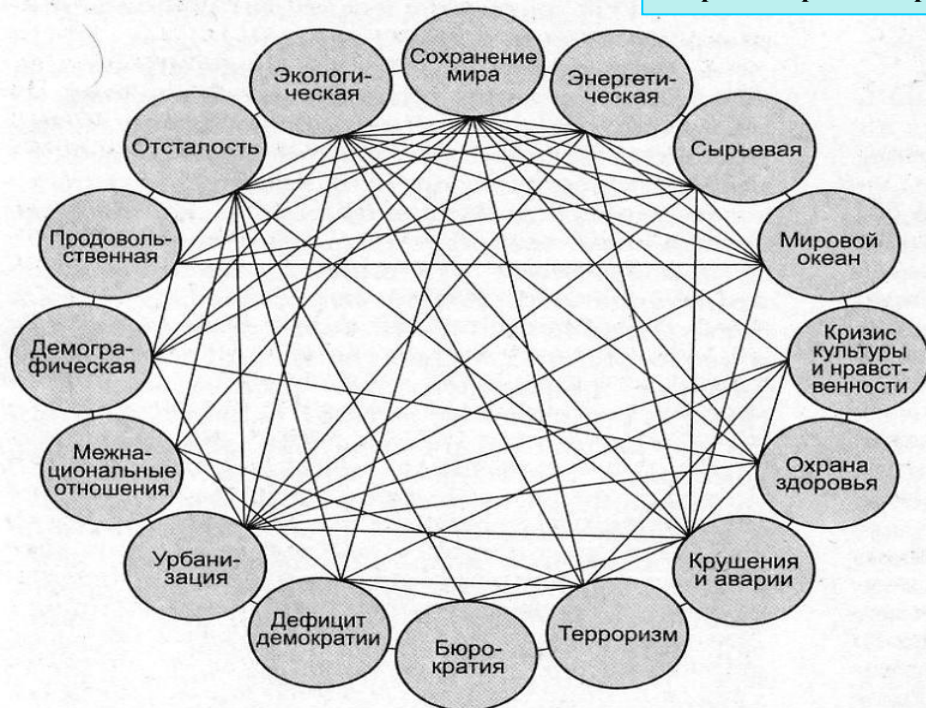 Сохранение
мира
Энергети-
ческая
Сырьевая
Мировой
океан
Кризис
культуры
и нравст-
венности
Охрана
здоровья
Крушения
и аварии
Терроризм
Бюро-
кратия
Дефицит
демократии
Урбани-
зация
Межна-
циональные
отношения
Демогра-
фическая
Продоволь-
ственная
Отсталость
Экологи-
ческая